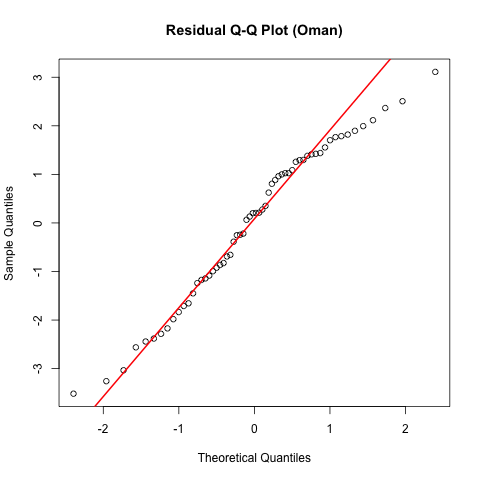 Residual Q-Q Plot (Oman)
3
2
1
0
-1
-2
-3
Sample Quantiles
-2 -1 0 1 2
Theoretical Quantiles